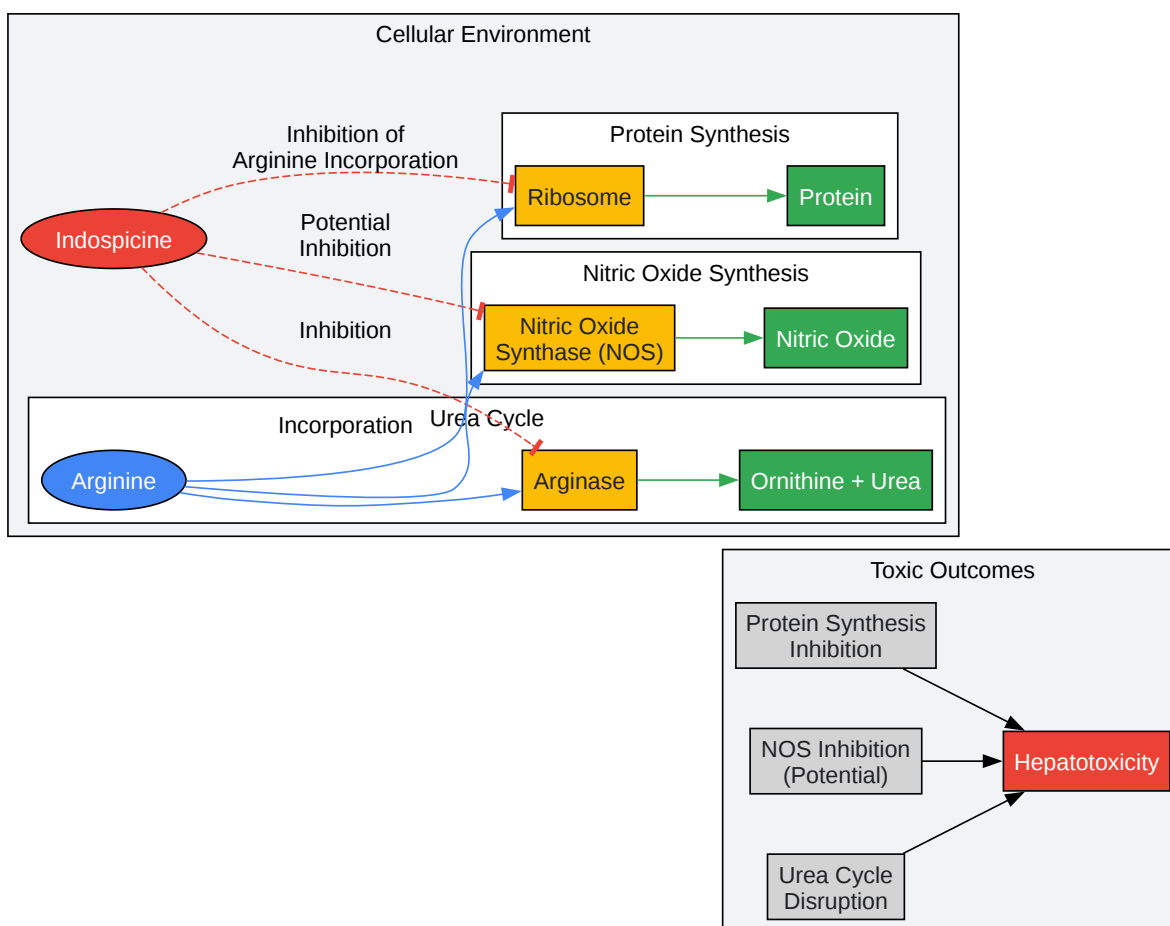 Cellular Environment
Inhibition of
Arginine Incorporation
Protein Synthesis
Ribosome
Protein
Indospicine
Potential
Inhibition
Nitric Oxide Synthesis
Inhibition
Nitric Oxide
Synthase (NOS)
Nitric Oxide
Incorporation
Urea Cycle
Arginine
Arginase
Ornithine + Urea
Toxic Outcomes
Protein Synthesis
Inhibition
NOS Inhibition
(Potential)
Hepatotoxicity
Urea Cycle
Disruption